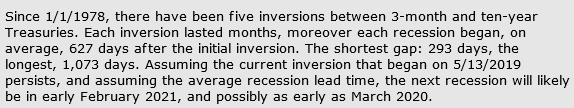 Since 1/1/1978, there have been five inversions between 3-month and ten-year
Treasuries. Each inversion lasted months, moreover each recession began, on
average, 627 days after the initial inversion. The shortest gap: 293 days, the
longest, 1,073 days. Assuming the current inversion that began on 5/13/2019
persists, and assuming the average recession lead time, the next recession will likely
be in early February 2021, and possibly as early as March 2020.